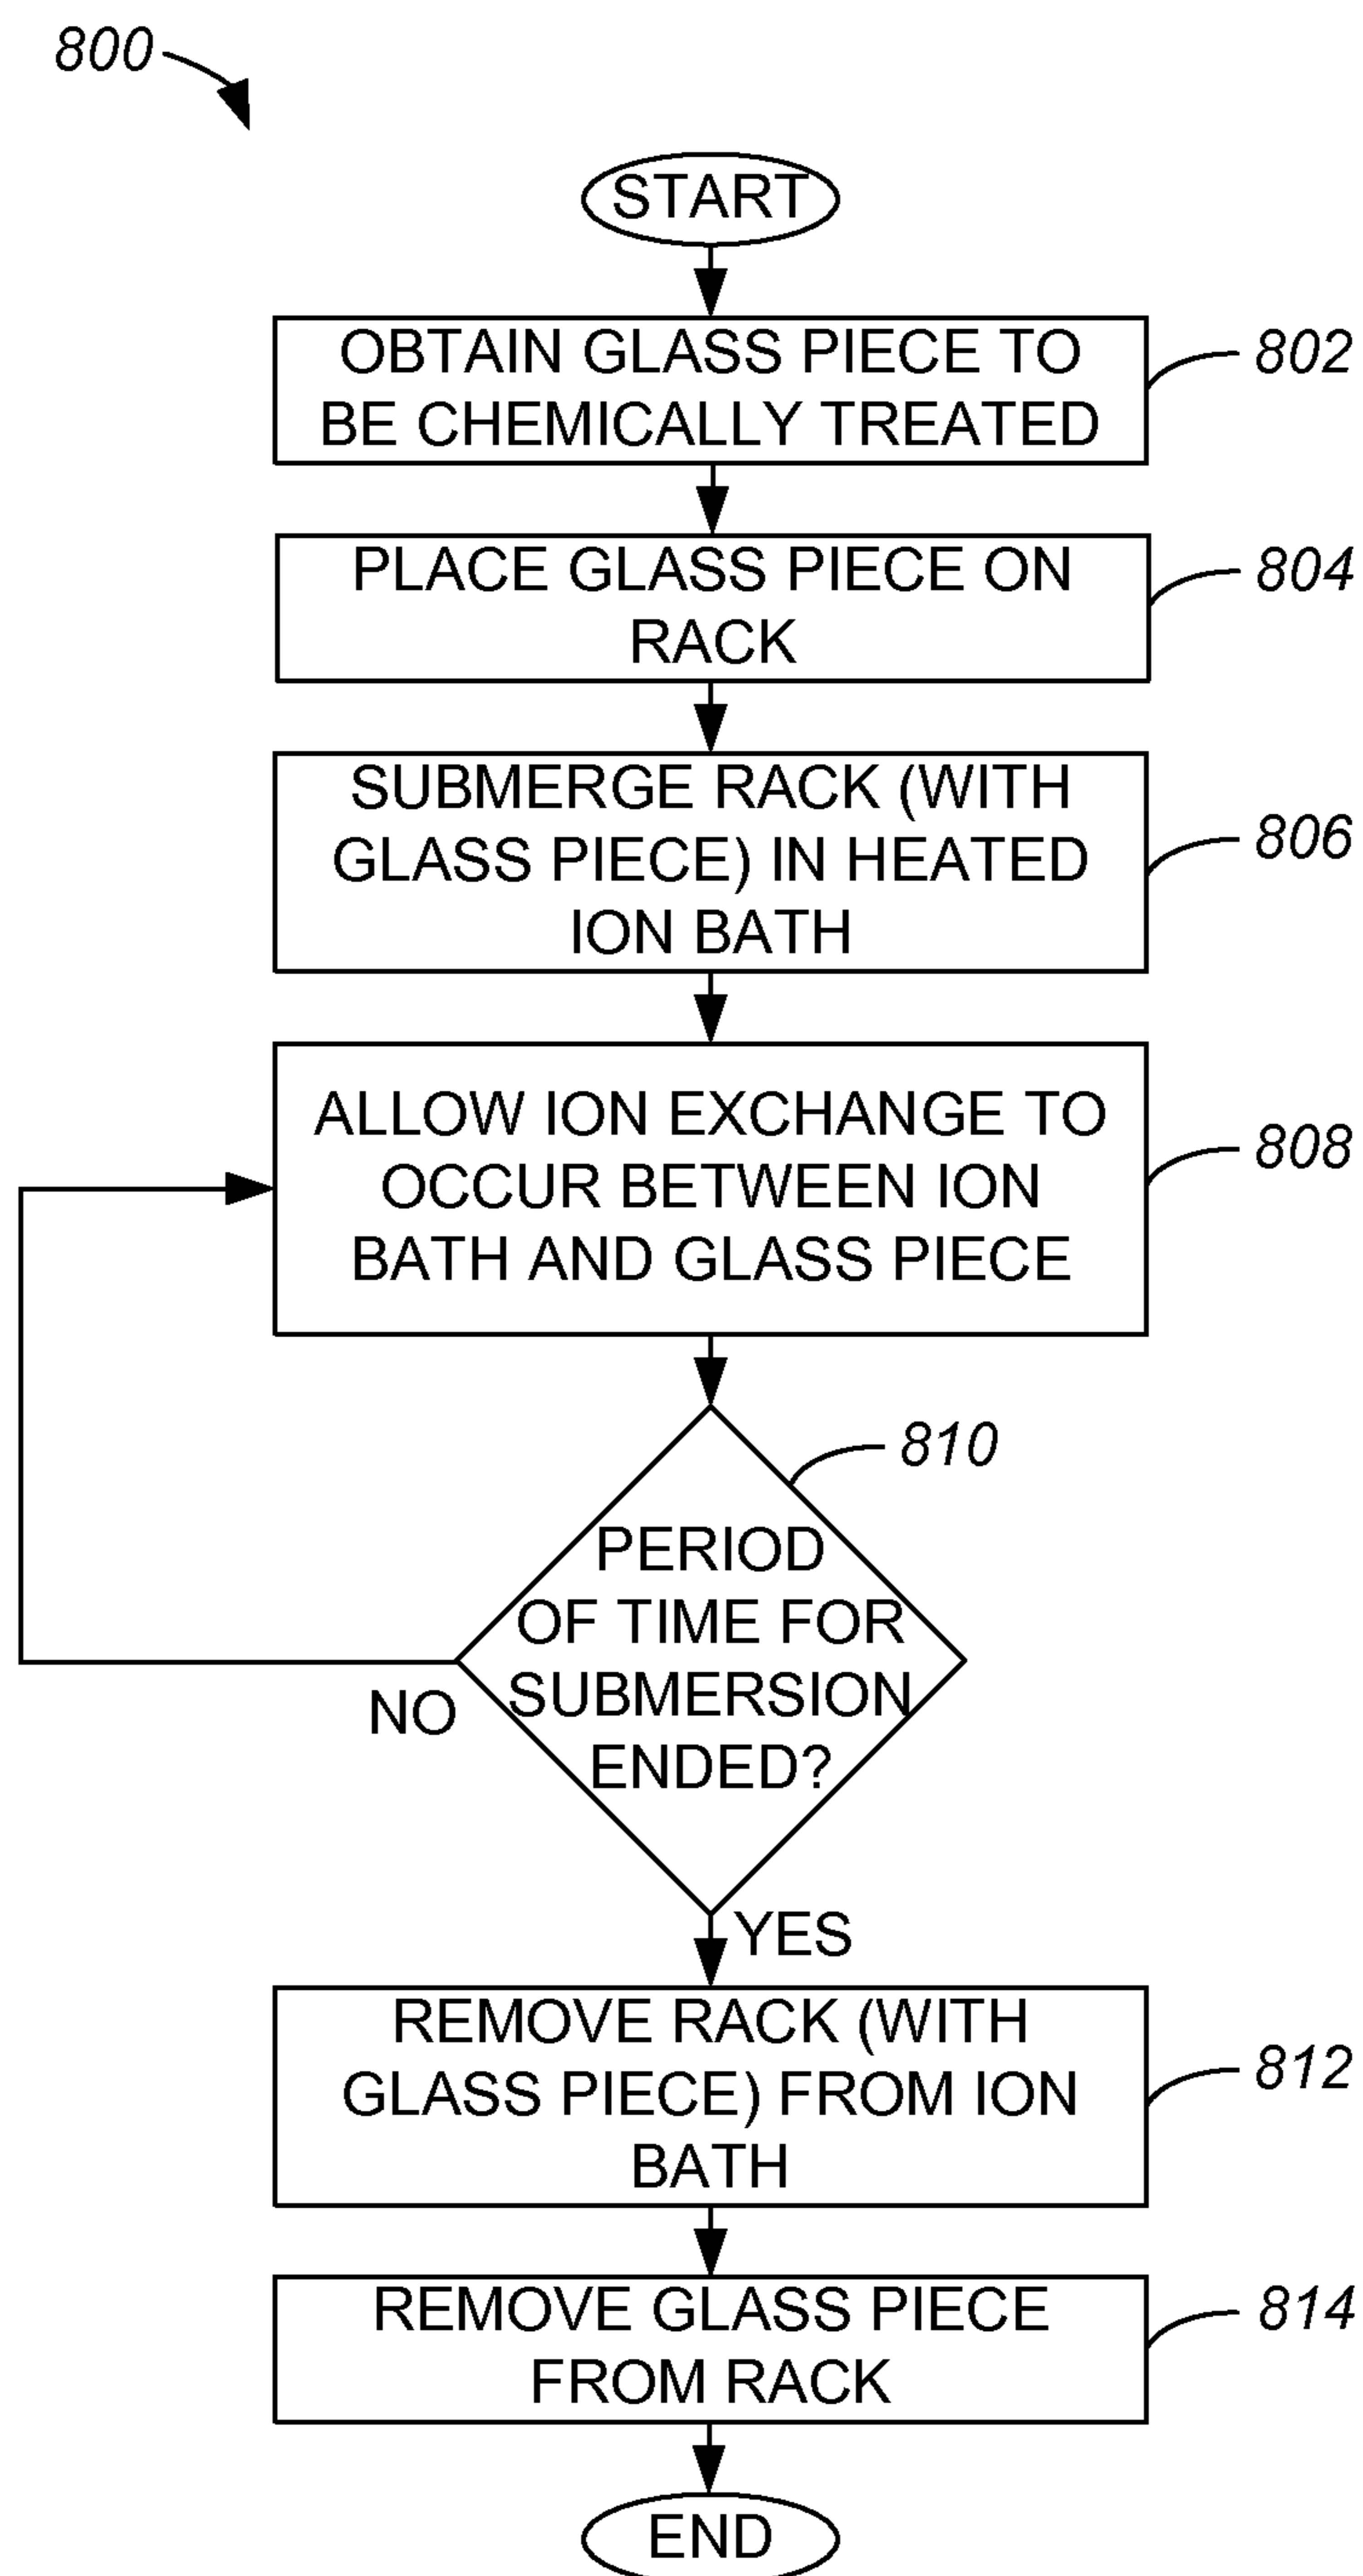 800
START
OBTAIN GLASS PIECE TO
BE CHEMICALLY TREATED
802
PLACE GLASS PIECE ON
RACK
804
SUBMERGE RACK (WITH
GLASS PIECE) IN HEATED
ION BATH
806
ALLOW ION EXCHANGE TO
OCCUR BETWEEN ION
BATH AND GLASS PIECE
808
810
PERIOD
OF TIME FOR
SUBMERSION
ENDED?
NO
YES
REMOVE RACK (WITH
GLASS PIECE) FROM ION
BATH
812
REMOVE GLASS PIECE
FROM RACK
814
END